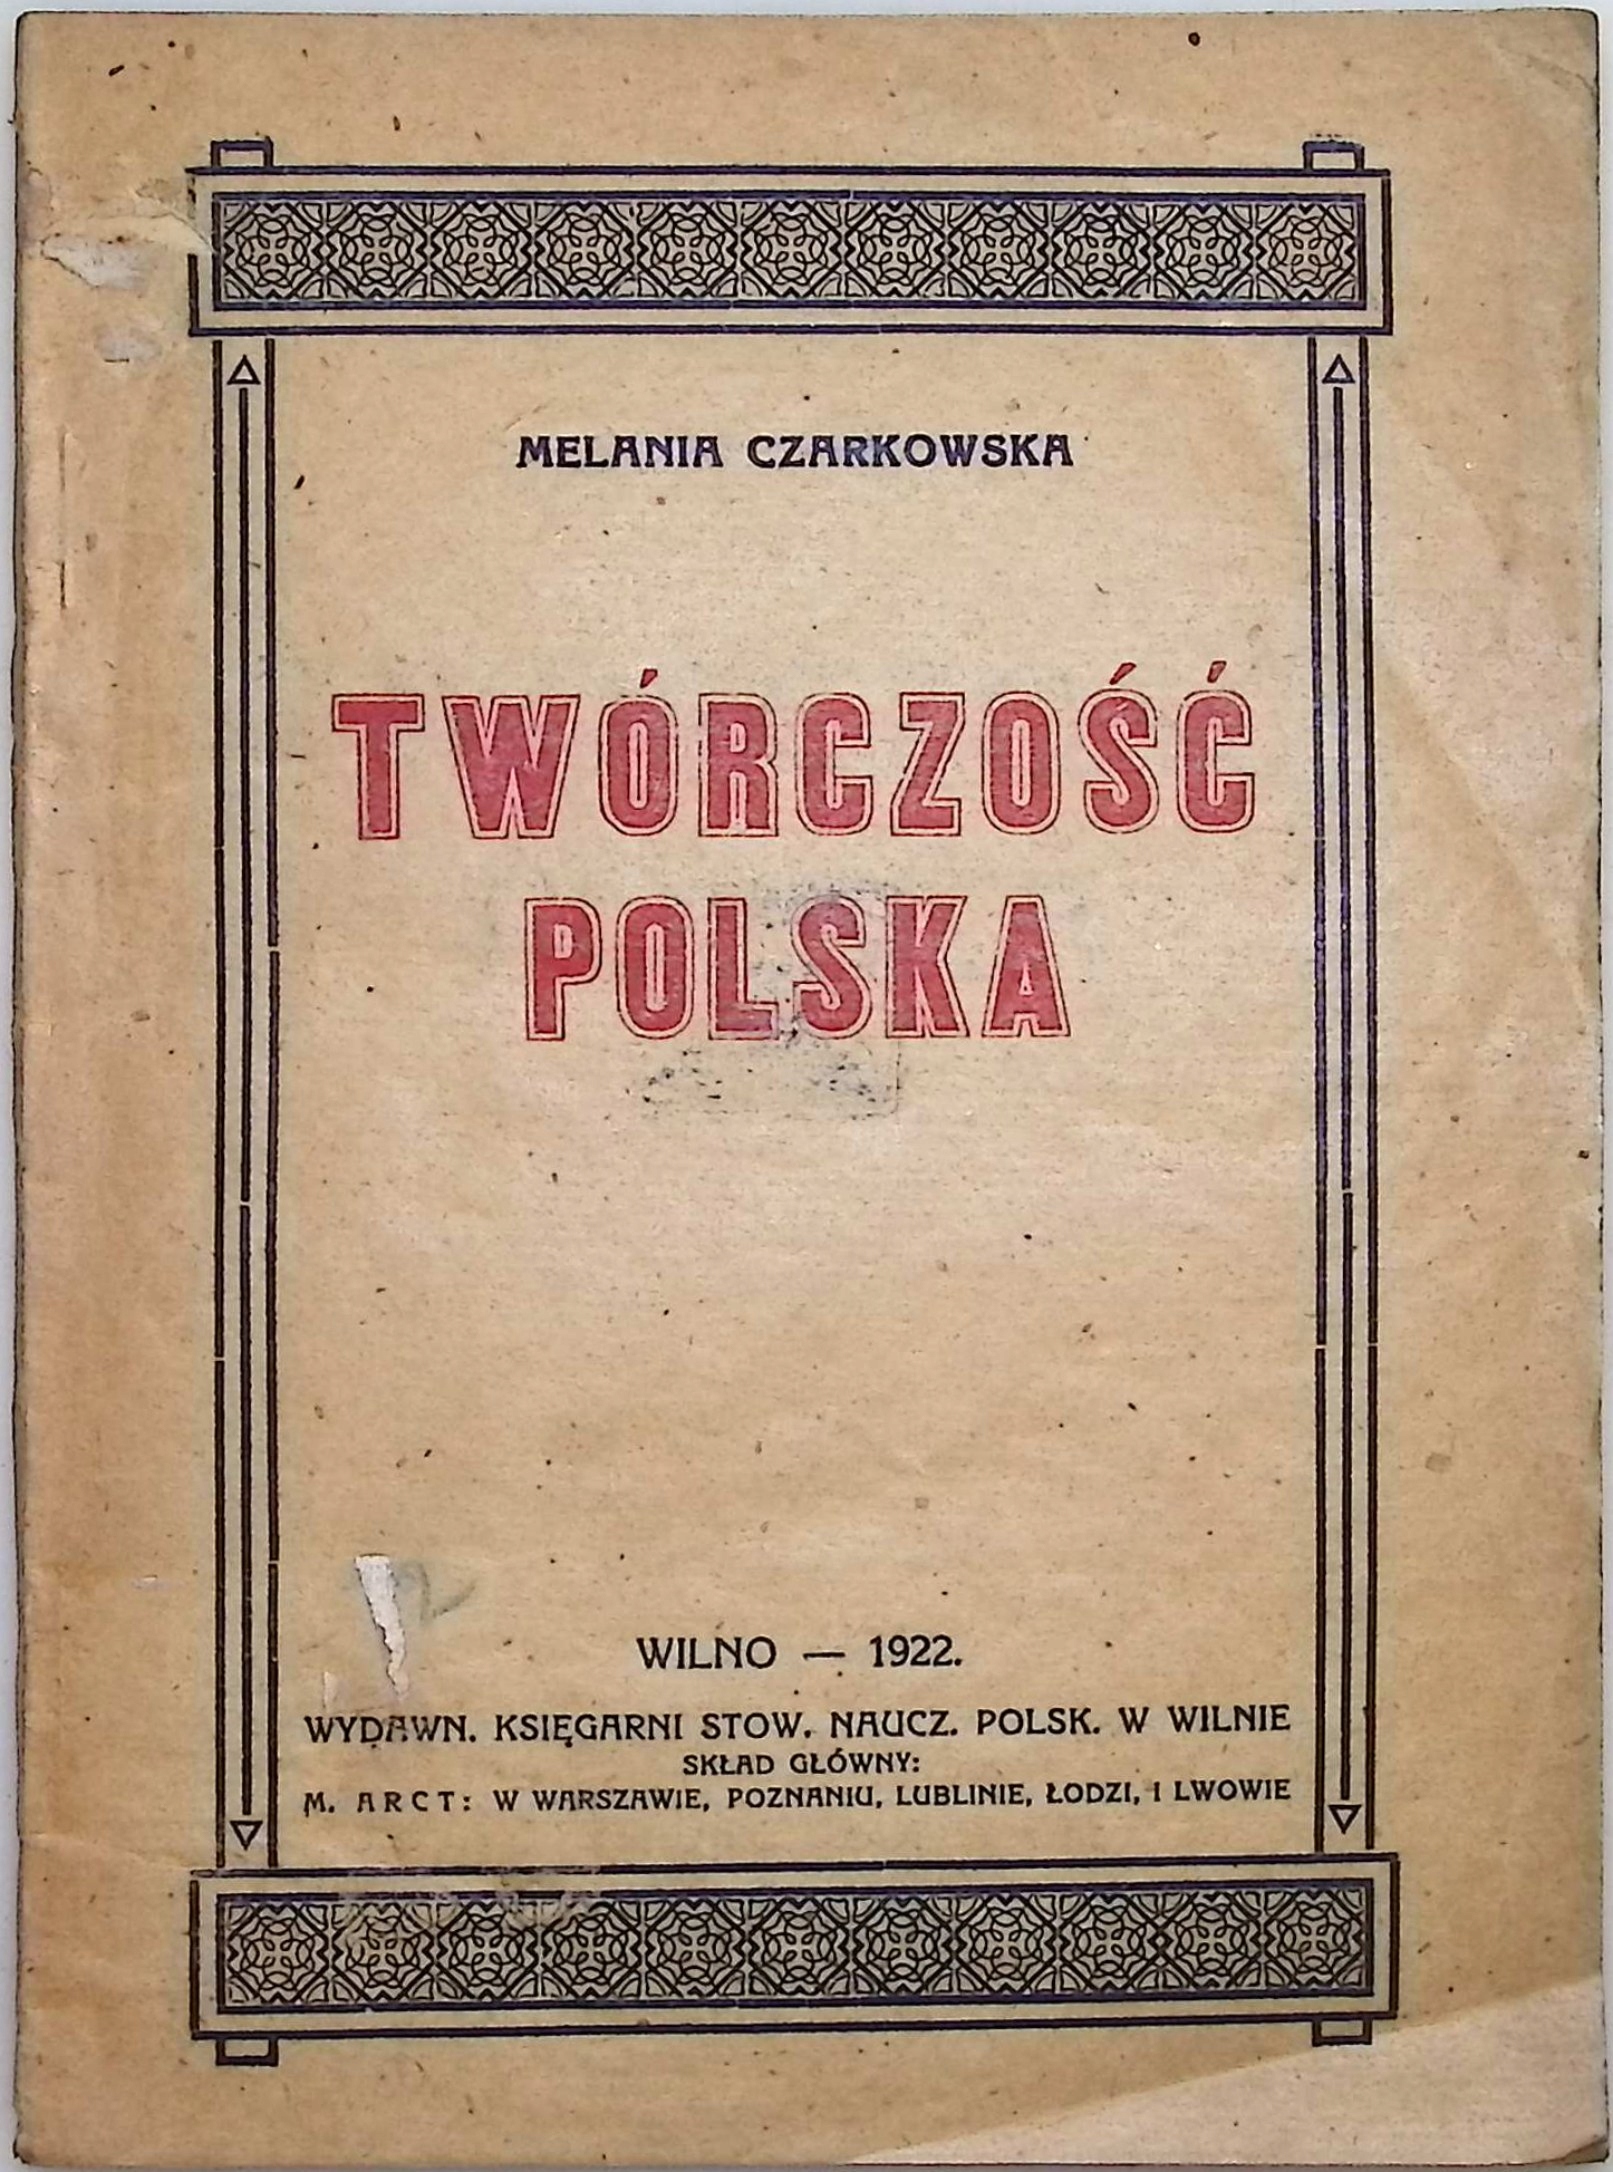 MELANIA CZARKOWSKA
TWÓRCZOŚĆ
POLSKA
WILNO — 1922.
WYDAWN. KSIĘGARNI STOW. NAUCZ. POLSK. W WILNIE
SKŁAD GŁÓWNY:
M. ARCT: W WARSZAWIE, POZNANIU, LUBLINIE, ŁODZI, I LWOWIE